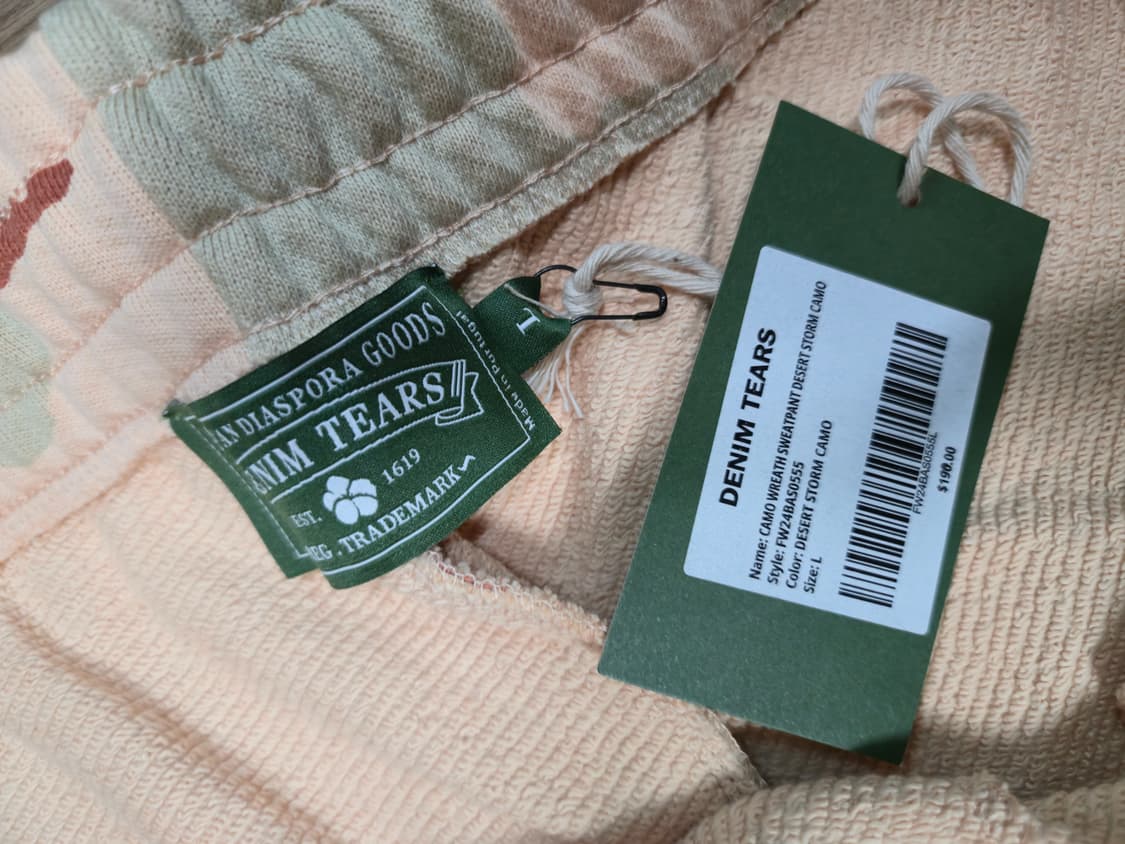 AN DIASPORA GOODS
NIM TEARS
EST. 1619
REG. TRADEMARK
Made in Portugal
L
DENIM TEARS
Name: CAMO WREATH SWEATPANT DESERT STORM CAMO
Style: FW24BAS0555
Color: DESERT STORM CAMO
Size: L
FW24BAS0555L
$190.00